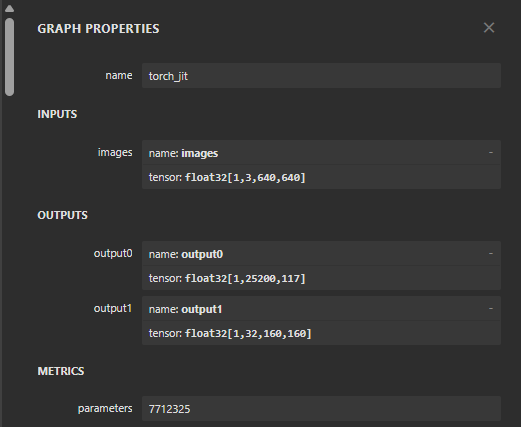 GRAPH PROPERTIES ×
name torch_jit
INPUTS
images name: images -
tensor: float32[1,3,640,640]
OUTPUTS
output0 name: output0 -
tensor: float32[1,25200,117]
output1 name: output1 -
tensor: float32[1,32,160,160]
METRICS
parameters 7712325